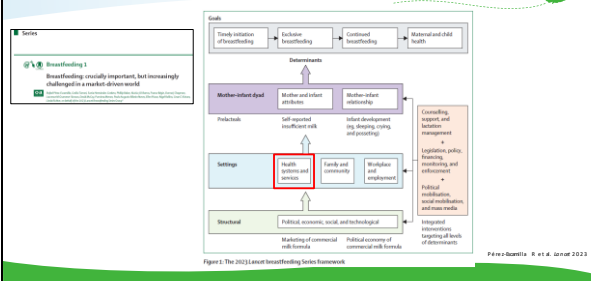 Series
Breastfeeding 1
Breastfeeding: crucially important, but increasingly
challenged in a market-driven world
Goals
Timely initiation
of breastfeeding
Exclusive
breastfeeding
Continued
breastfeeding
Maternal and child
health
Determinants
Mother–infant dyad
Mother and infant
attributes
Mother–infant
relationship
Prelacteals
Self-reported
insufficient milk
Infant development
(eg, sleeping, crying,
and posseting)
Settings
Health
systems and
services
Family and
community
Workplace
and
employment
Structural
Political, economic, social, and technological
Marketing of commercial
milk formula
Political economy of
commercial milk formula
Counselling,
support, and
lactation
management
+
Legislation, policy,
financing,
monitoring, and
enforcement
+
Political
mobilisation,
social mobilisation,
and mass media
Integrated
interventions
targeting all levels
of determinants
Figure 1: The 2023 Lancet breastfeeding Series framework
Pérez-Escamilla R et al. Lancet 2023